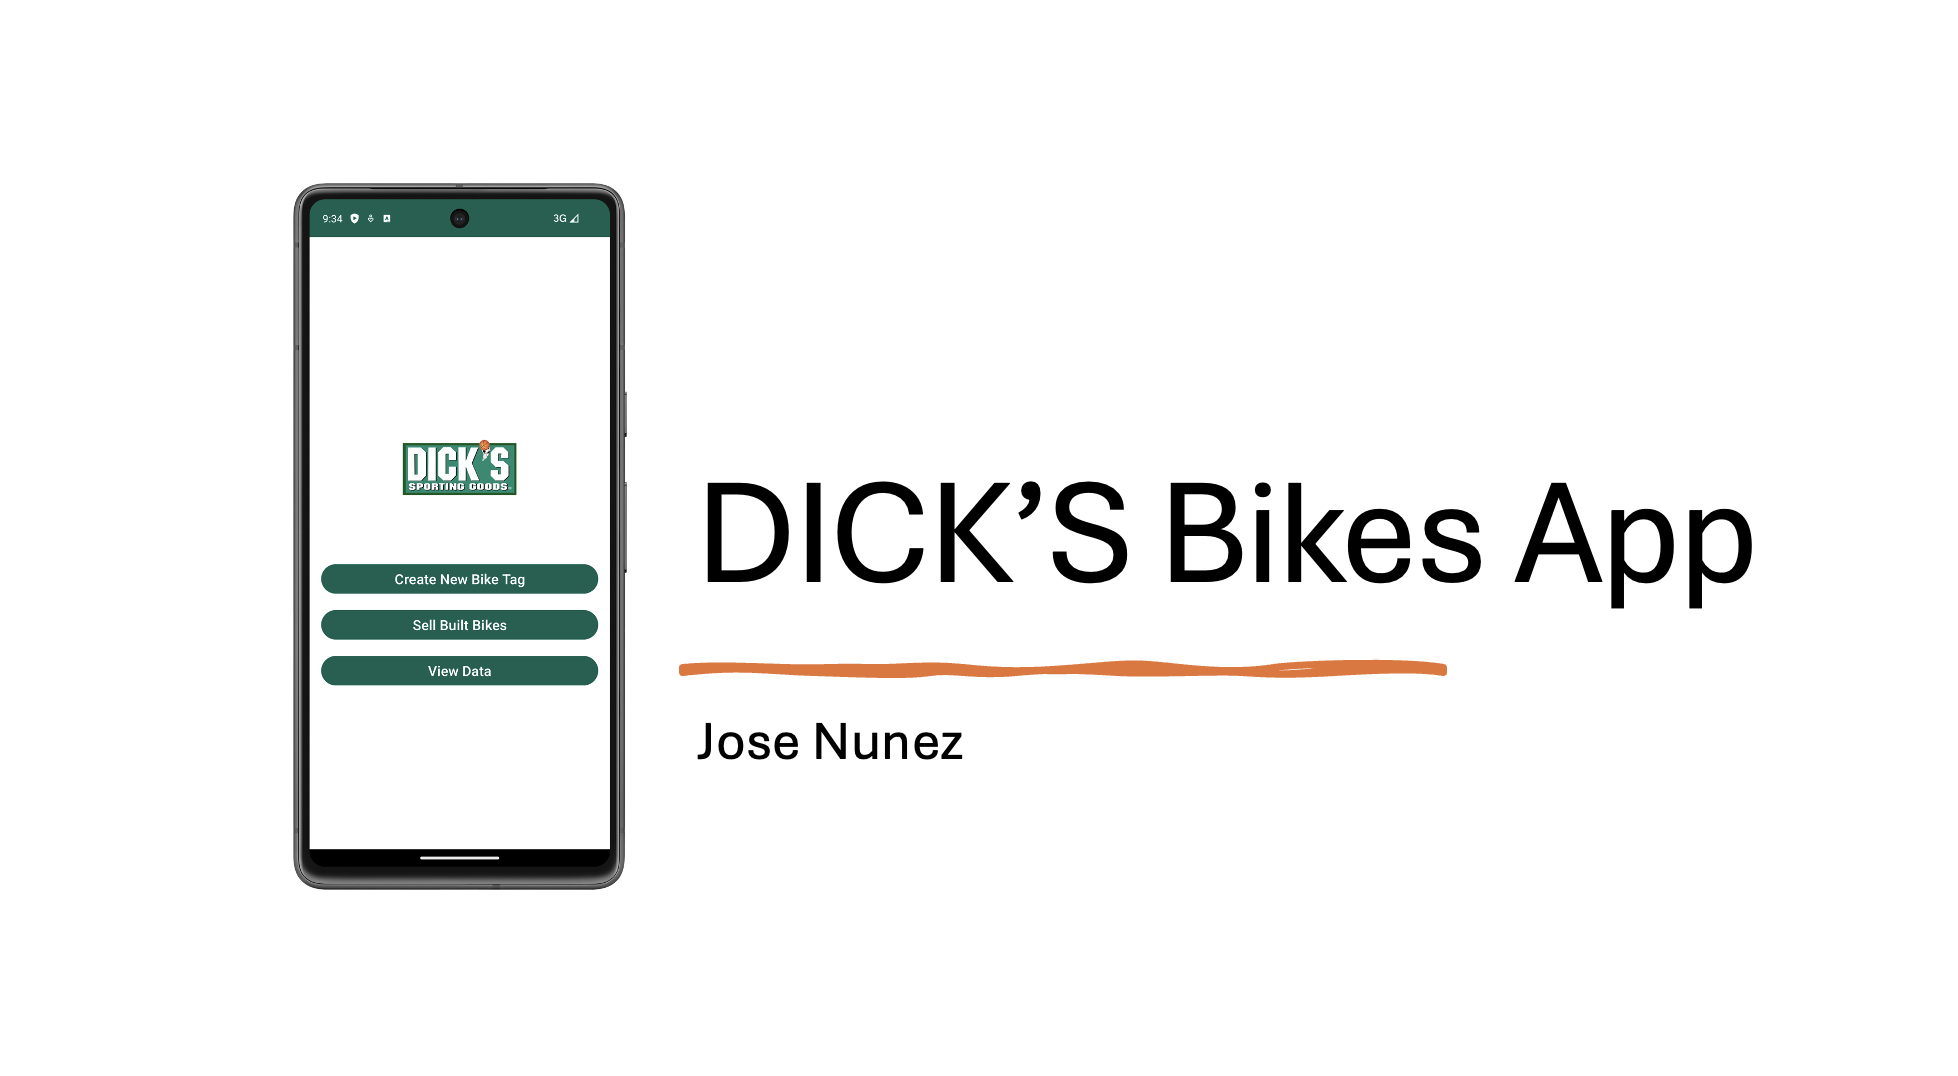 9:34
3G
DICK'S
SPORTING GOODS
Create New Bike Tag
Sell Built Bikes
View Data
DICK’S Bikes App
Jose Nunez